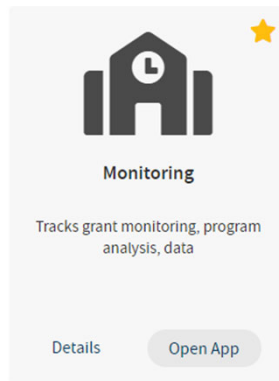 Monitoring
Tracks grant monitoring, program
analysis, data
Details
Open App